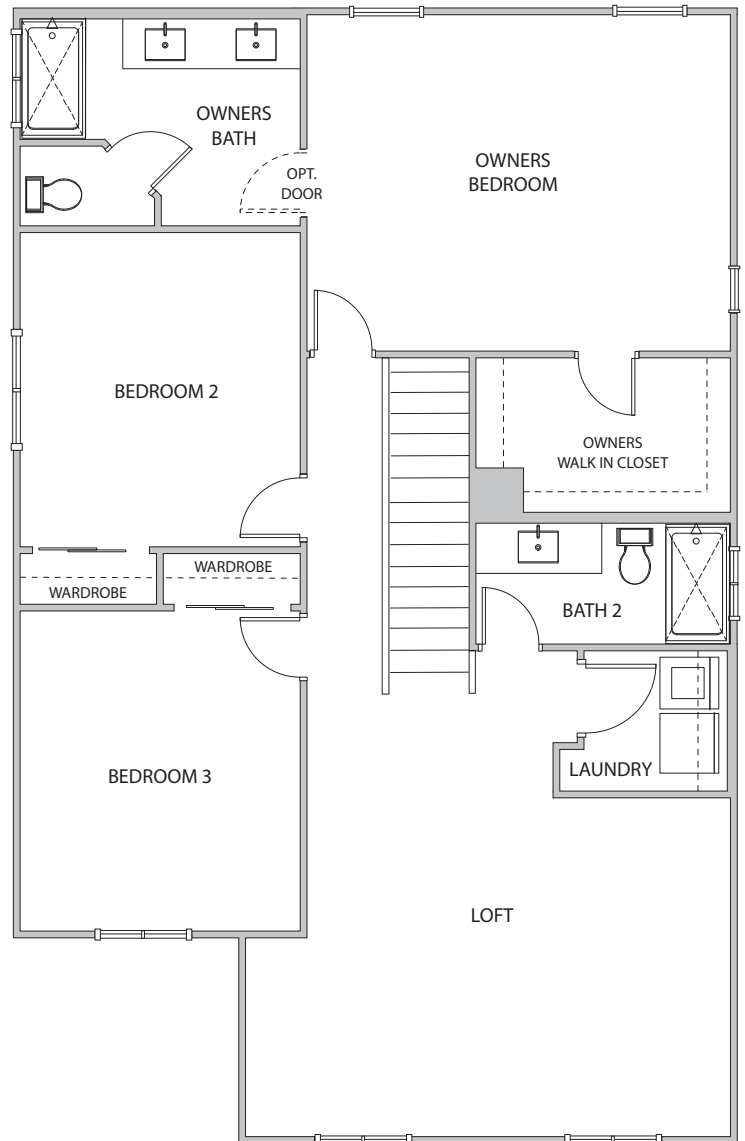 OWNERS
BATH
OPT.
DOOR
OWNERS
BEDROOM
BEDROOM 2
OWNERS
WALK IN CLOSET
WARDROBE
WARDROBE
BATH 2
LAUNDRY
BEDROOM 3
LOFT